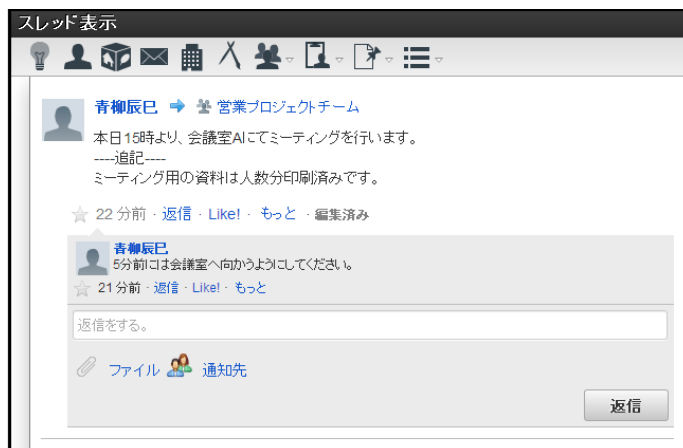 スレッド表示
青柳辰巳 営業プロジェクトチーム
本日15時より、会議室AIにてミーティングを行います。
----追記----
ミーティング用の資料は人数分印刷済みです。
22 分前 · 返信 · Like! · もっと · 編集済み
青柳辰巳
5分前には会議室へ向かうようにしてください。
21 分前 · 返信 · Like! · もっと
返信をする。
ファイル 通知先
返信